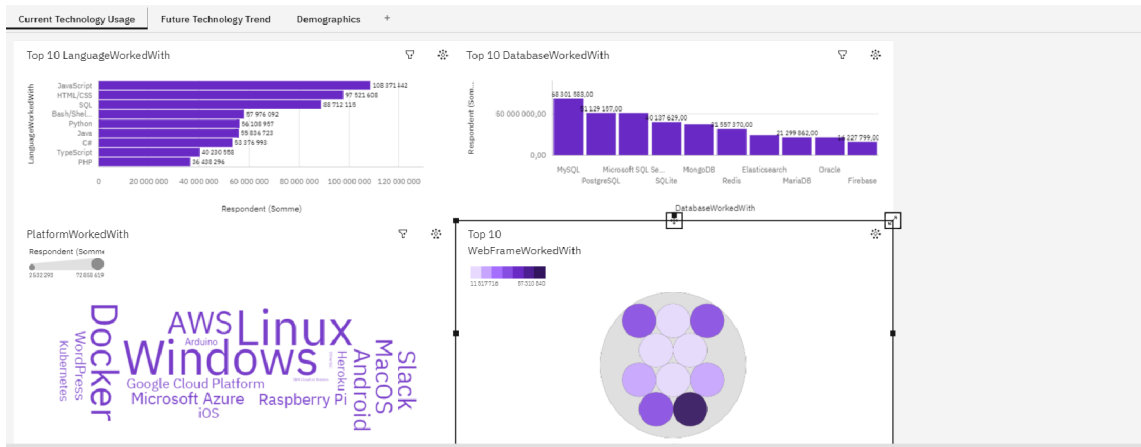 Current Technology Usage
Future Technology Trend
Demographics
+
Top 10 LanguageWorkedWith
LanguageWorkedWith
JavaScript
HTML/CSS
SQL
Bash/Shel...
Python
Java
C#
TypeScript
PHP
108 371 442
97 521 608
88 712 115
57 976 092
56 108 957
55 836 723
53 376 993
40 230 558
36 438 296
0
20 000 000
40 000 000
60 000 000
80 000 000
100 000 000
120 000 000
Respondent (Somme)
Top 10 DatabaseWorkedWith
Respondent (Som...
50 000 000,00
0,00
68 301 583,00
51 129 157,00
40 137 629,00
31 557 370,00
21 299 862,00
16 227 799,00
MySQL
PostgreSQL
Microsoft SQL Se...
SQLite
MongoDB
Redis
Elasticsearch
MariaDB
Oracle
Firebase
DatabaseWorkedWith
PlatformWorkedWith
Respondent (Somme
72 858 619
Docker
WordPress
Kubernetes
AWS
Linux
Arduino
Windows
Google Cloud Platform
Microsoft Azure
Raspberry Pi
iOS
Heroku
Android
MacOS
Slack
Top 10
WebFrameWorkedWith
11 517 716
57 310 540